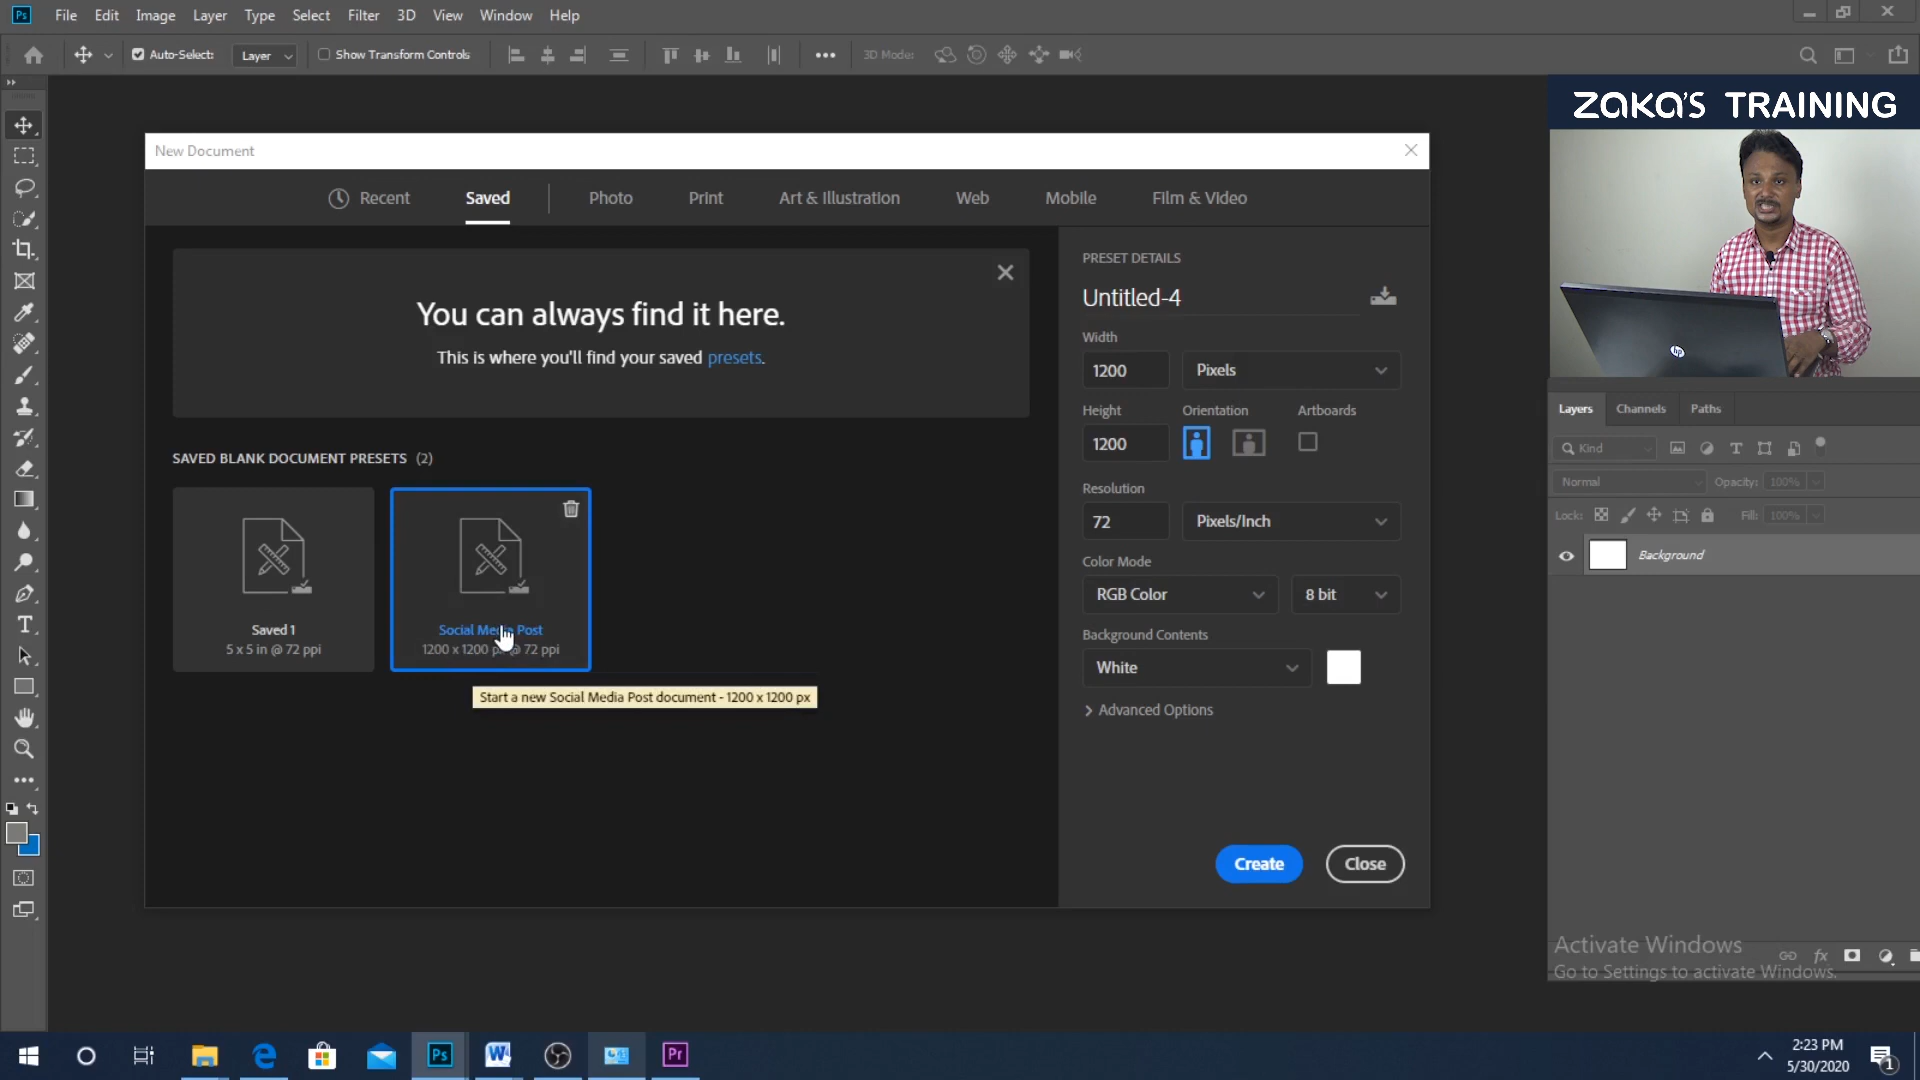 Ps File Edit Image Layer Type Select Filter 3D View Window Help
Auto-Select: Layer Show Transform Controls 3D Mode:
ZAKA'S TRAINING
New Document
Recent Saved Photo Print Art & Illustration Web Mobile Film & Video
You can always find it here.
This is where you'll find your saved presets.
SAVED BLANK DOCUMENT PRESETS (2)
Saved 1
5 x 5 in @ 72 ppi
Social Media Post
1200 x 1200 px @ 72 ppi
Start a new Social Media Post document - 1200 x 1200 px
PRESET DETAILS
Untitled-4
Width
1200 Pixels
Height Orientation Artboards
1200
Resolution
72 Pixels/Inch
Color Mode
RGB Color 8 bit
Background Contents
White
Advanced Options
Create Close
hp
Layers Channels Paths
Kind
Normal Opacity: 100%
Lock: Fill: 100%
Background
fx
Activate Windows
Go to Settings to activate Windows.
Ps W Pr
2:23 PM
5/30/2020
1